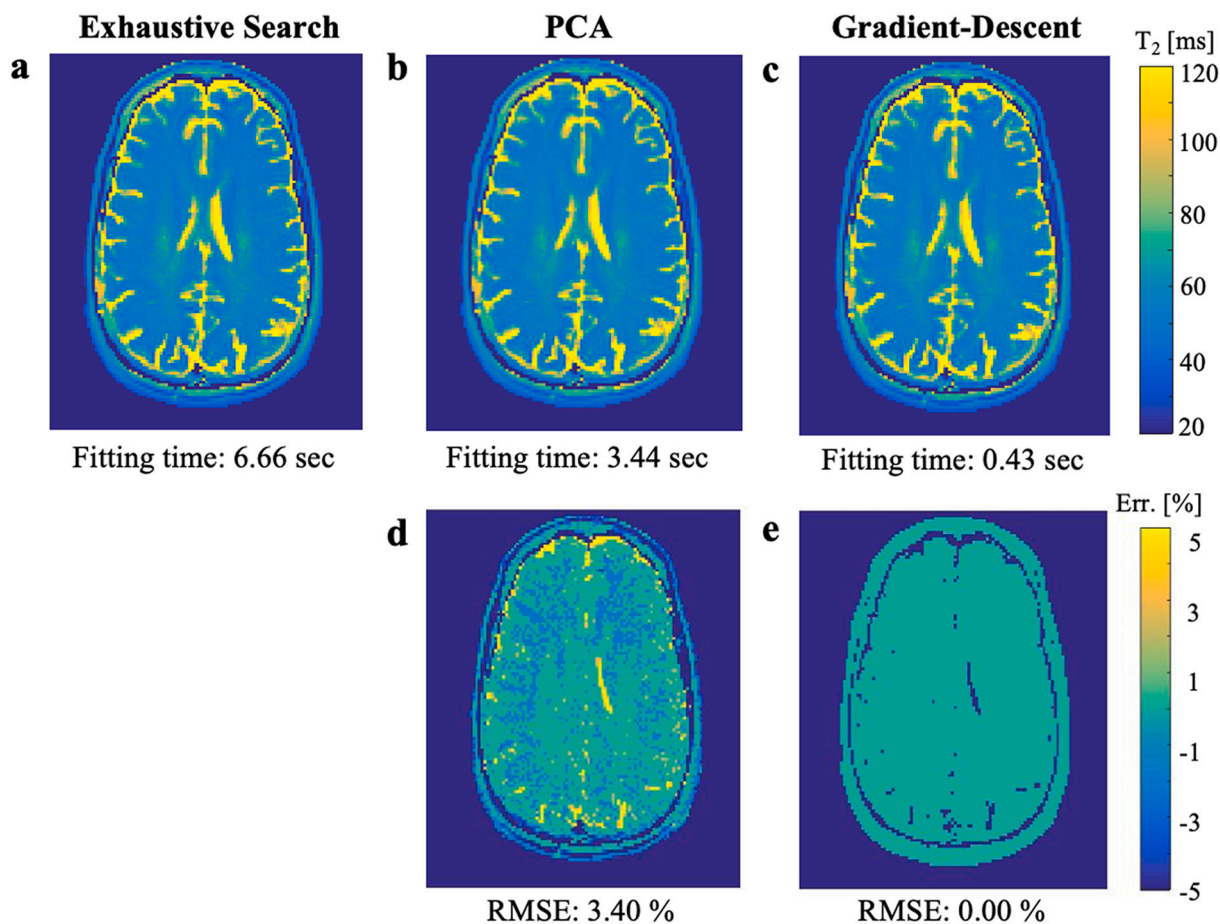 Exhaustive Search
PCA
Gradient-Descent
T₂ [ms]
a
b
c
120
100
80
60
40
20
Fitting time: 6.66 sec
Fitting time: 3.44 sec
Fitting time: 0.43 sec
Err. [%]
d
e
5
3
1
-1
-3
-5
RMSE: 3.40 %
RMSE: 0.00 %